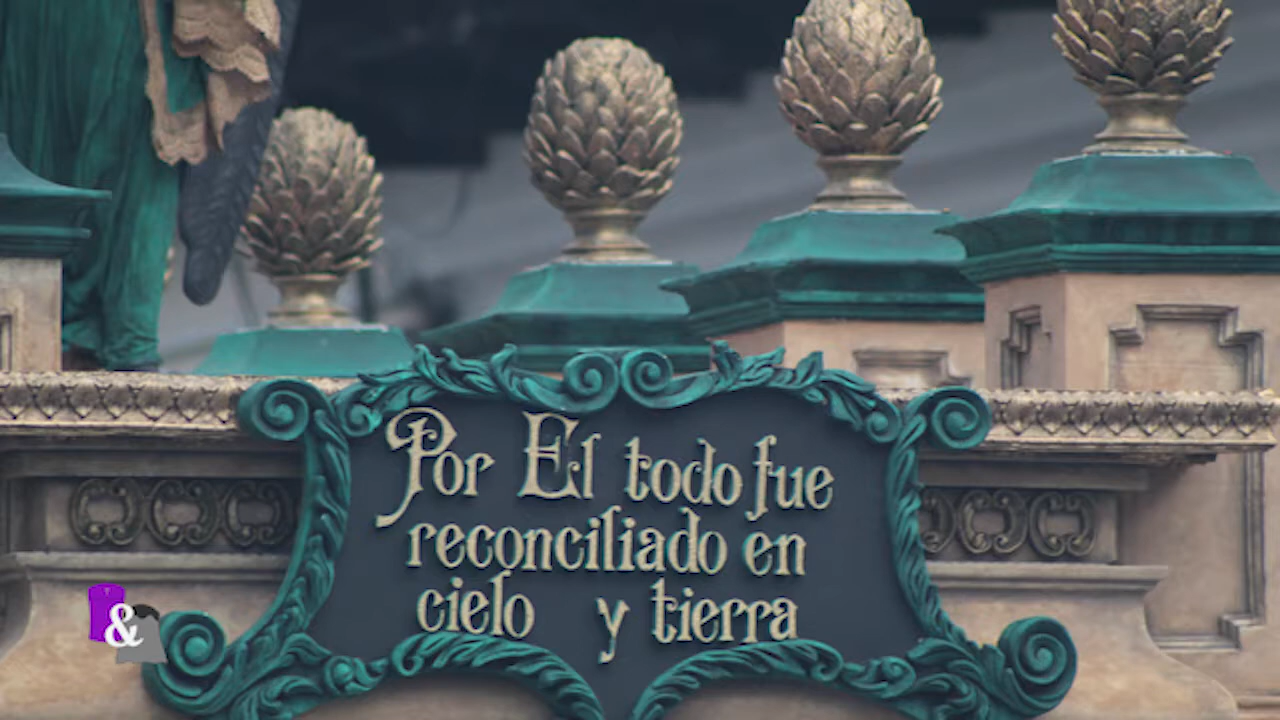 Por El todo fue
reconciliado en
cielo y tierra
&